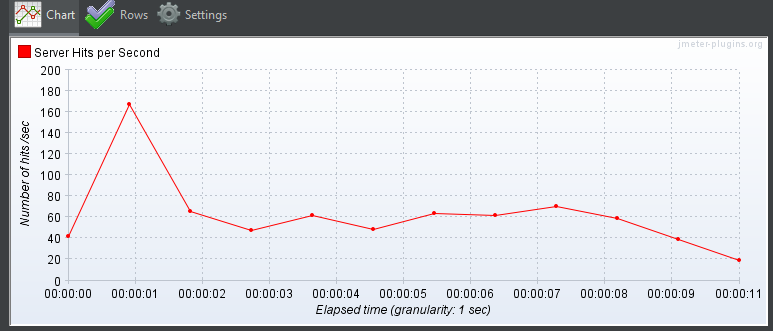 Chart Rows Settings
jmeter-plugins.org
Server Hits per Second
200
180
160
140
120
100
80
60
40
20
0
Number of hits /sec
00:00:00 00:00:01 00:00:02 00:00:03 00:00:04 00:00:05 00:00:06 00:00:07 00:00:08 00:00:09 00:00:11
Elapsed time (granularity: 1 sec)